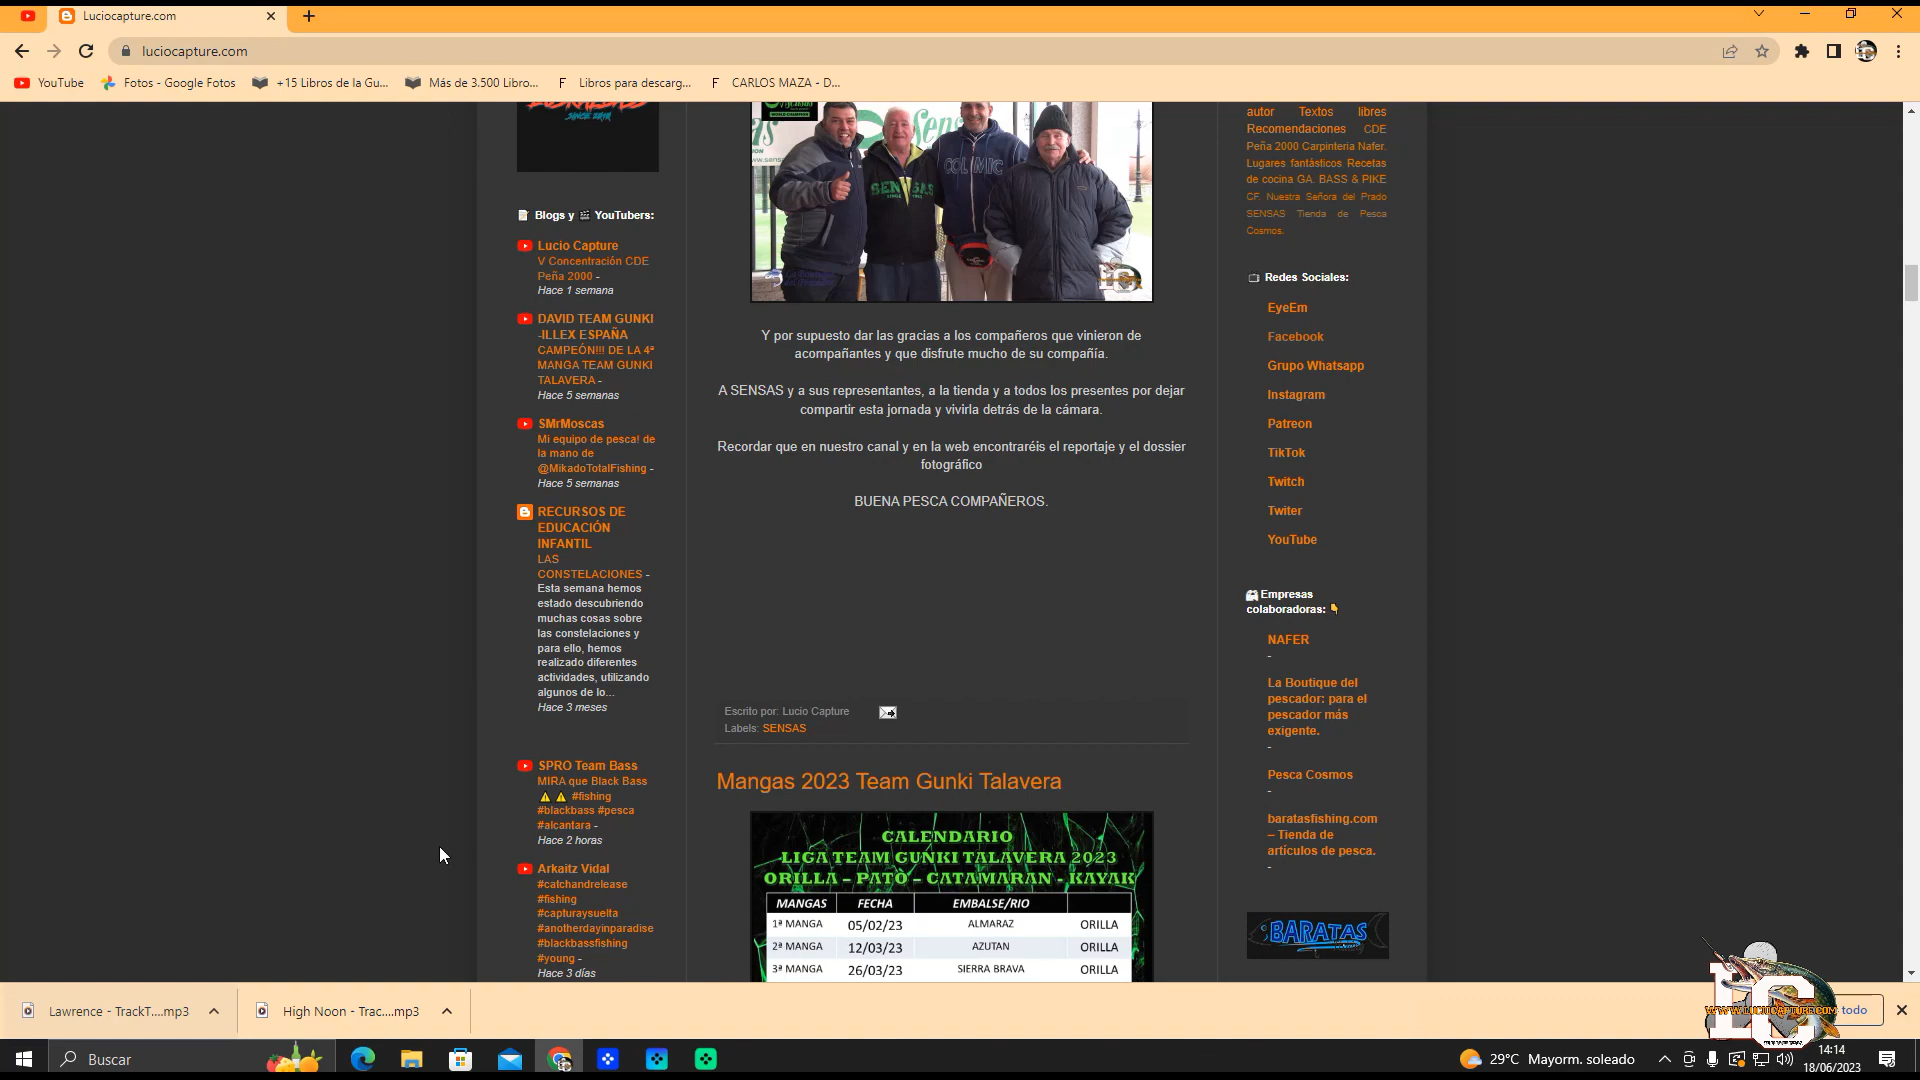 Luciocapture.com
luciocapture.com
YouTube
Fotos - Google Fotos
+15 Libros de la Gu...
Más de 3.500 Libro...
Libros para descarg...
CARLOS MAZA - D...
SINCE 2018
📝 Blogs y 🎬 YouTubers:
Lucio Capture
V Concentración CDE
Peña 2000 -
Hace 1 semana
DAVID TEAM GUNKI
-ILLEX ESPAÑA
CAMPEÓN!!! DE LA 4ª
MANGA TEAM GUNKI
TALAVERA -
Hace 5 semanas
SMrMoscas
Mi equipo de pesca! de
la mano de
@MikadoTotalFishing -
Hace 5 semanas
RECURSOS DE
EDUCACIÓN
INFANTIL
LAS
CONSTELACIONES -
Esta semana hemos
estado descubriendo
muchas cosas sobre
las constelaciones y
para ello, hemos
realizado diferentes
actividades, utilizando
algunos de lo...
Hace 3 meses
SPRO Team Bass
MIRA que Black Bass
⚠️ ⚠️ #fishing
#blackbass #pesca
#alcantara -
Hace 2 horas
Arkaitz Vidal
#catchandrelease
#fishing
#capturaysuelta
#anotherdayinparadise
#blackbassfishing
#young -
Hace 3 días
WORLD CHAMPION
SENSAS
COLMIC
Y por supuesto dar las gracias a los compañeros que vinieron de
acompañantes y que disfrute mucho de su compañía.
A SENSAS y a sus representantes, a la tienda y a todos los presentes por dejar
compartir esta jornada y vivirla detrás de la cámara.
Recordar que en nuestro canal y en la web encontraréis el reportaje y el dossier
fotográfico
BUENA PESCA COMPAÑEROS.
Escrito por: Lucio Capture
Labels: SENSAS
Mangas 2023 Team Gunki Talavera
CALENDARIO
LIGA TEAM GUNKI TALAVERA 2023
ORILLA - PATO - CATAMARAN - KAYAK
MANGAS FECHA EMBALSE/RIO
1ª MANGA 05/02/23 ALMARAZ ORILLA
2ª MANGA 12/03/23 AZUTAN ORILLA
3ª MANGA 26/03/23 SIERRA BRAVA ORILLA
autor Textos libres
Recomendaciones CDE
Peña 2000 Carpinteria Nafer.
Lugares fantásticos Recetas
de cocina GA. BASS & PIKE
CF. Nuestra Señora del Prado
SENSAS Tienda de Pesca
Cosmos.
📺 Redes Sociales:
EyeEm
Facebook
Grupo Whatsapp
Instagram
Patreon
TikTok
Twitch
Twiter
YouTube
Empresas
colaboradoras: 👇
NAFER
-
La Boutique del
pescador: para el
pescador más
exigente.
-
Pesca Cosmos
-
baratasfishing.com
– Tienda de
artículos de pesca.
-
BARATAS
Lawrence - TrackT....mp3
High Noon - Trac....mp3
todo
LC
WWW.LUCIOCAPTURE.COM
Buscar
29°C Mayorm. soleado
14:14
18/06/2023